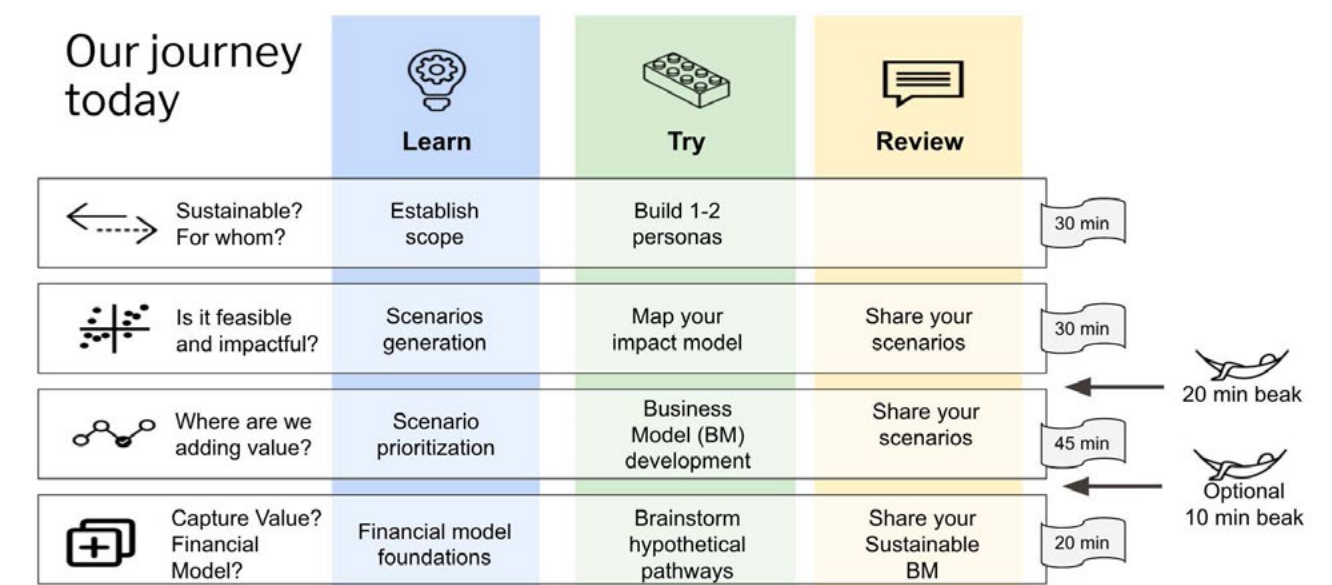 Our journey
today
Learn
Try
Review
Sustainable?
For whom?
Establish
scope
Build 1-2
personas
30 min
Is it feasible
and impactful?
Scenarios
generation
Map your
impact model
Share your
scenarios
30 min
20 min beak
Where are we
adding value?
Scenario
prioritization
Business
Model (BM)
development
Share your
scenarios
45 min
Optional
10 min beak
Capture Value?
Financial
Model?
Financial model
foundations
Brainstorm
hypothetical
pathways
Share your
Sustainable
BM
20 min